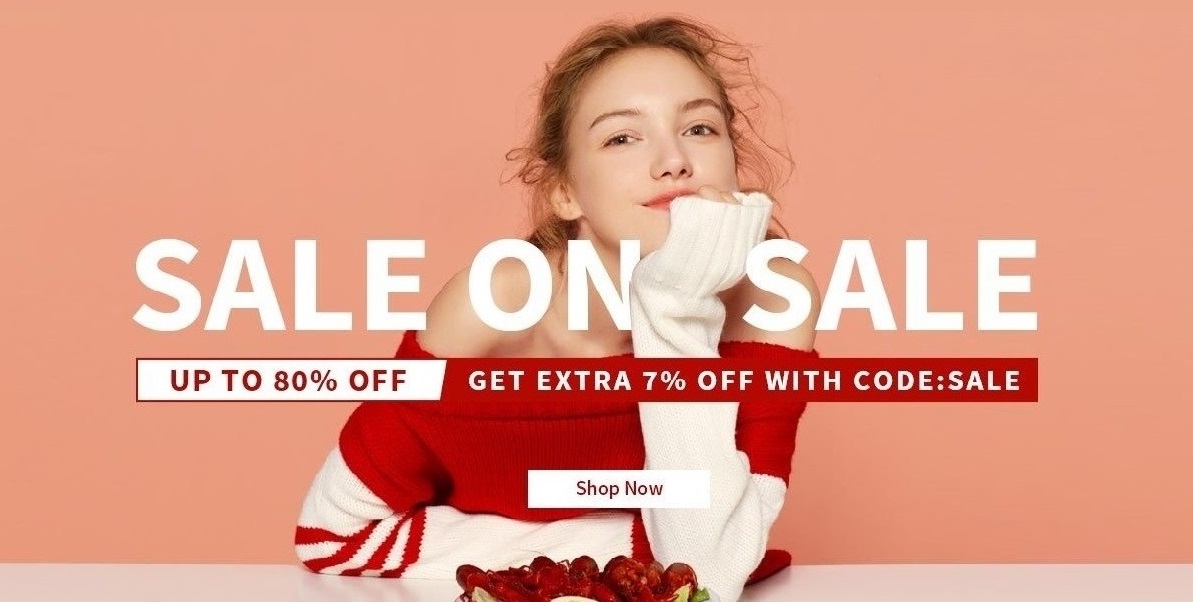 SALE ON SALE
UP TO 80% OFF
GET EXTRA 7% OFF WITH CODE:SALE
Shop Now